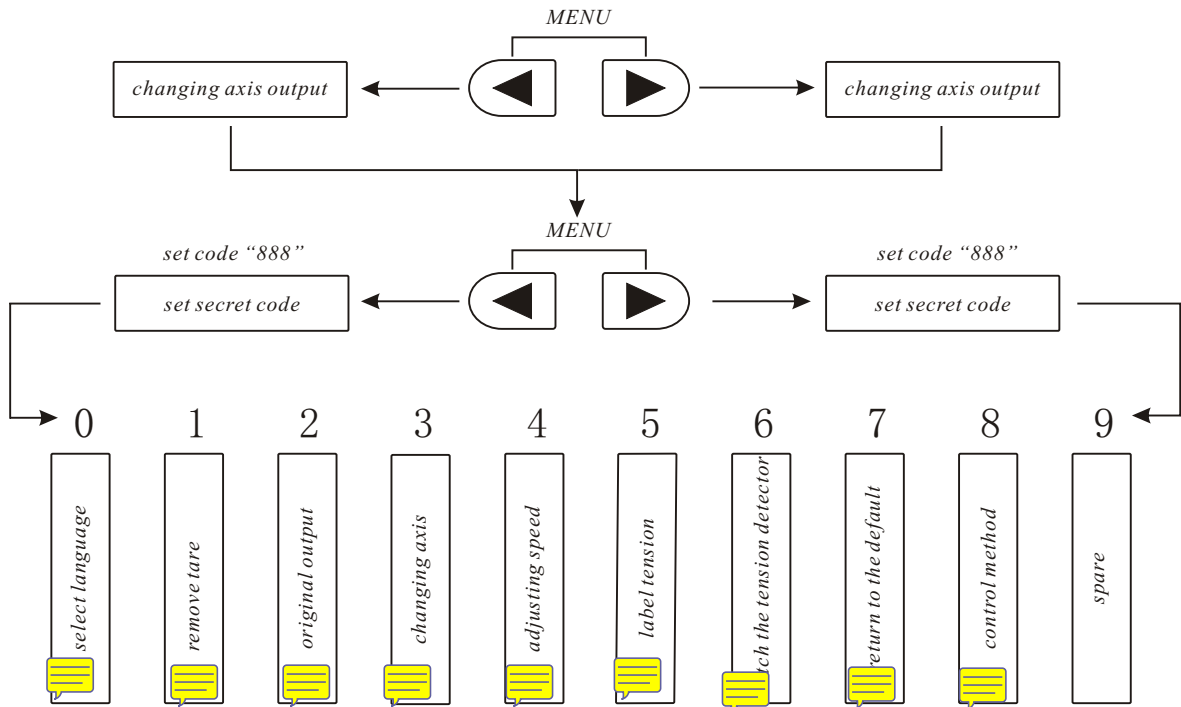 MENU
changing axis output
changing axis output
MENU
set code “888”
set code “888”
set secret code
set secret code
0 1 2 3 4 5 6 7 8 9
select language
remove tare
original output
changing axis
adjusting speed
label tension
the tension detector
return to the default
control method
spare